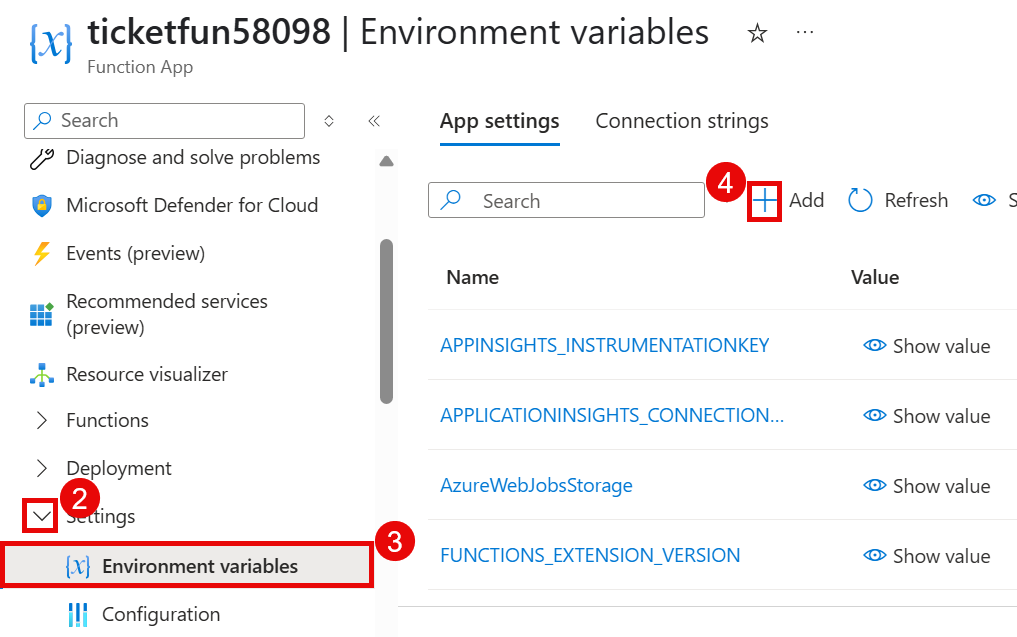 ticketfun58098 | Environment variables
Function App
Search
Diagnose and solve problems
Microsoft Defender for Cloud
Events (preview)
Recommended services
(preview)
Resource visualizer
Functions
Deployment
2
Settings
3
{x} Environment variables
Configuration
App settings
Connection strings
Search
4
Add
Refresh
S
Name
Value
APPINSIGHTS_INSTRUMENTATIONKEY
Show value
APPLICATIONINSIGHTS_CONNECTION...
Show value
AzureWebJobsStorage
Show value
FUNCTIONS_EXTENSION_VERSION
Show value